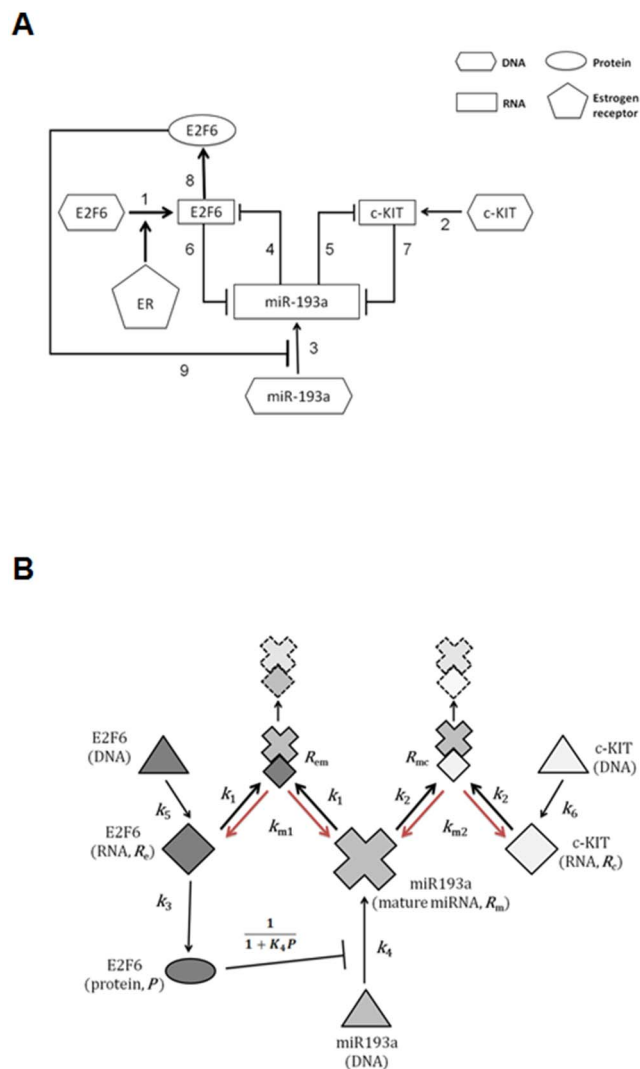 A
DNA
Protein
RNA
Estrogen
receptor
E2F6
8
1
E2F6
E2F6
c-KIT
2
c-KIT
6
4
5
7
ER
miR-193a
3
9
miR-193a
B
E2F6
(DNA)
Rem
Rmc
c-KIT
(DNA)
k5
k1
k1
k2
k2
k6
km1
km2
E2F6
(RNA, Re)
c-KIT
(RNA, Rc)
miR193a
(mature miRNA, Rm)
k3
1
1 + K4P
k4
E2F6
(protein, P)
miR193a
(DNA)